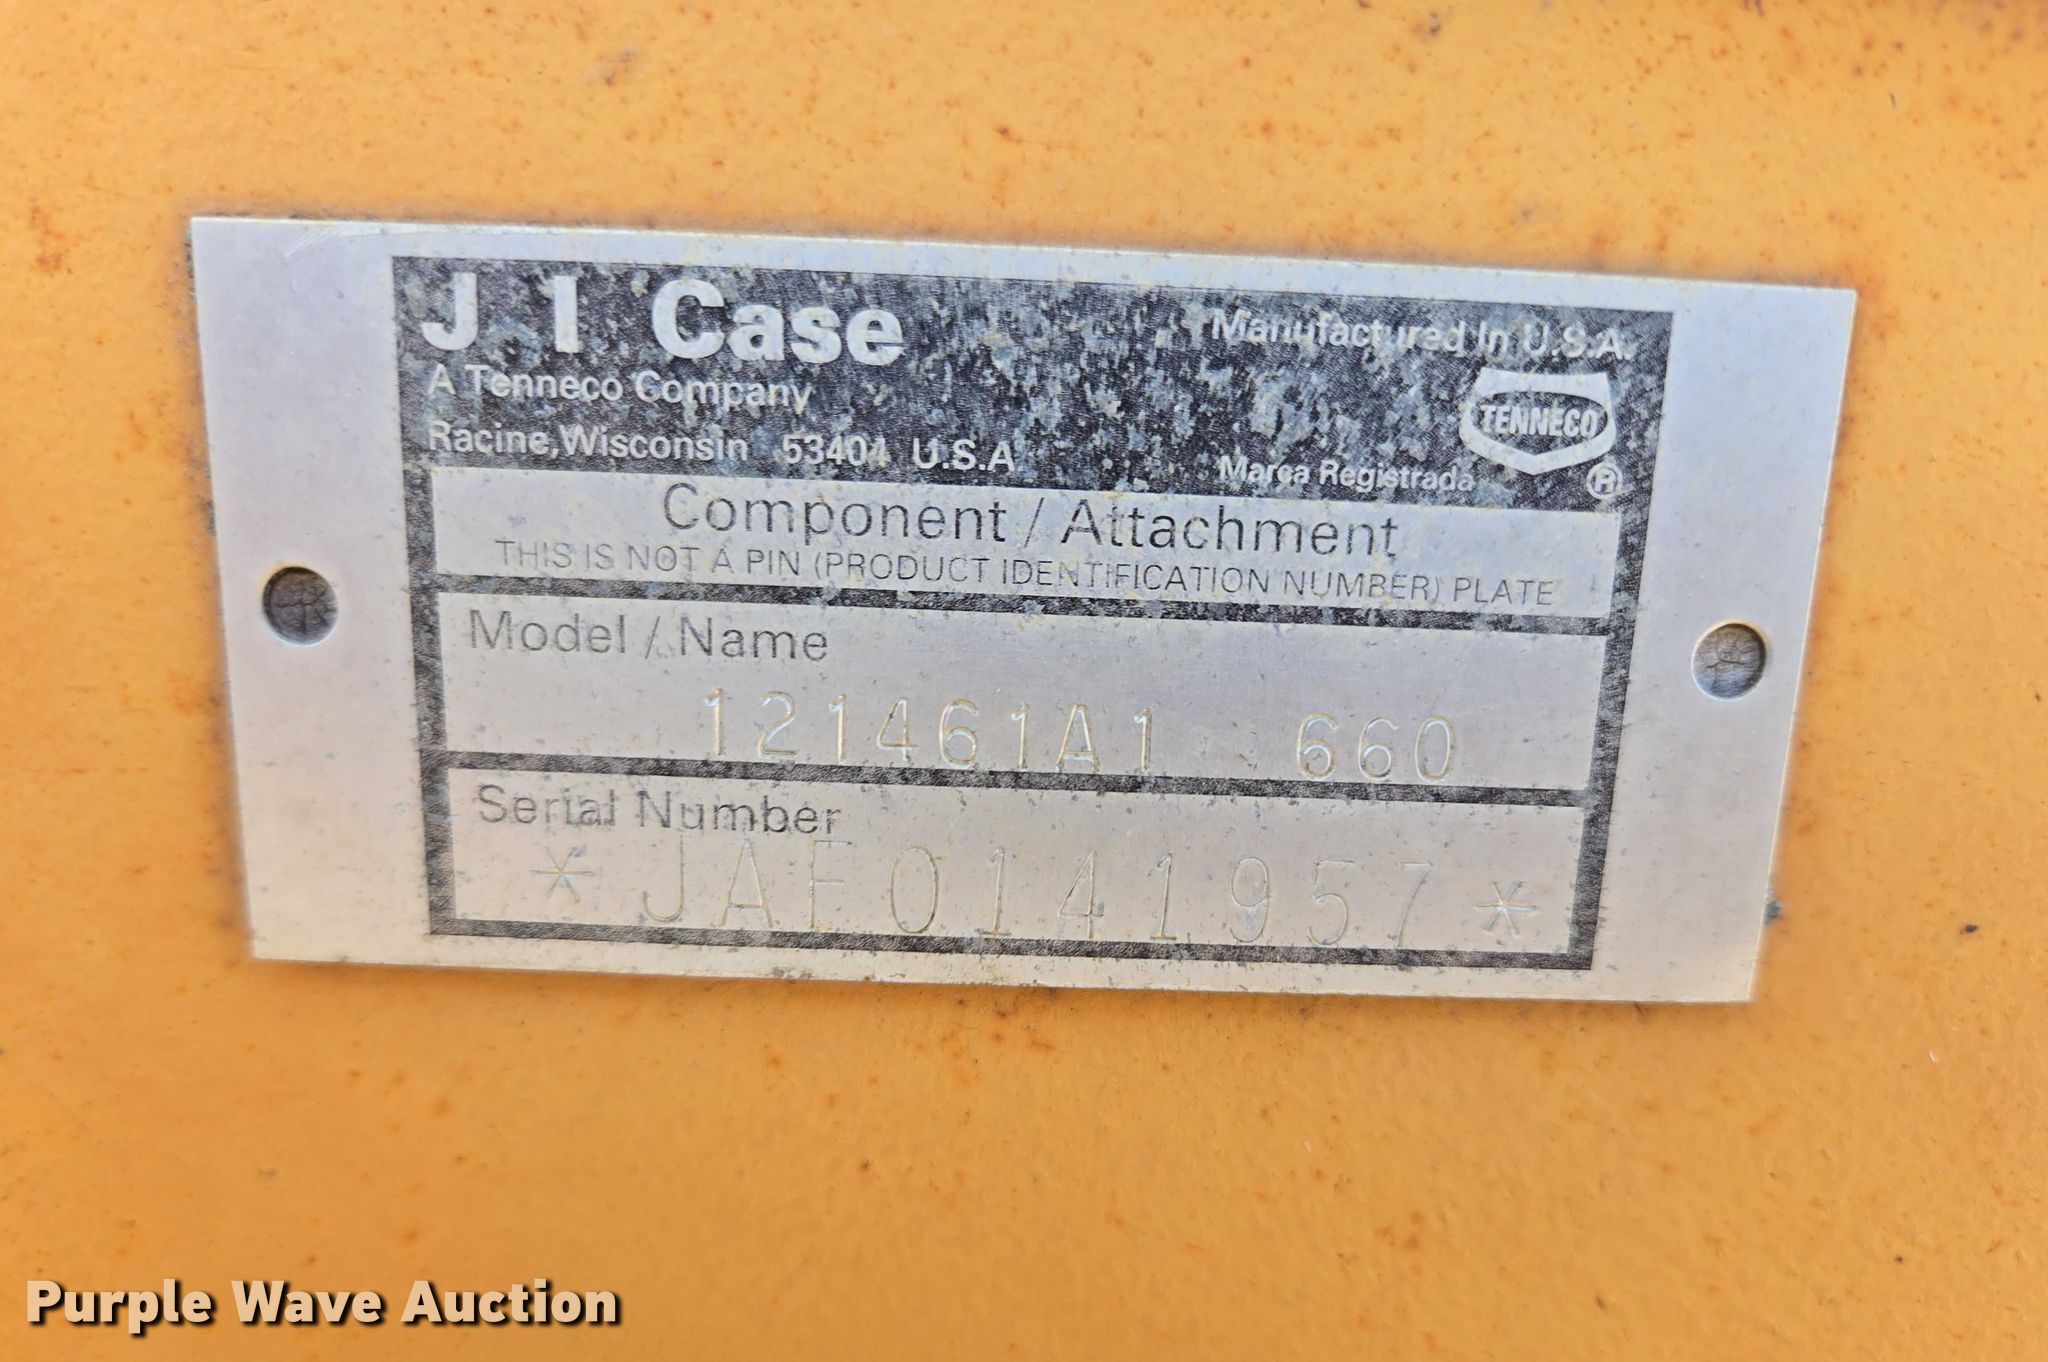 J I Case
A Tenneco Company
Racine, Wisconsin 53404 U.S.A
Manufactured In U.S.A.
TENNECO
Marca Registrada ®
Component / Attachment
THIS IS NOT A PIN (PRODUCT IDENTIFICATION NUMBER) PLATE
Model / Name
121461A1 660
Serial Number
*JAF0141957*
Purple Wave Auction